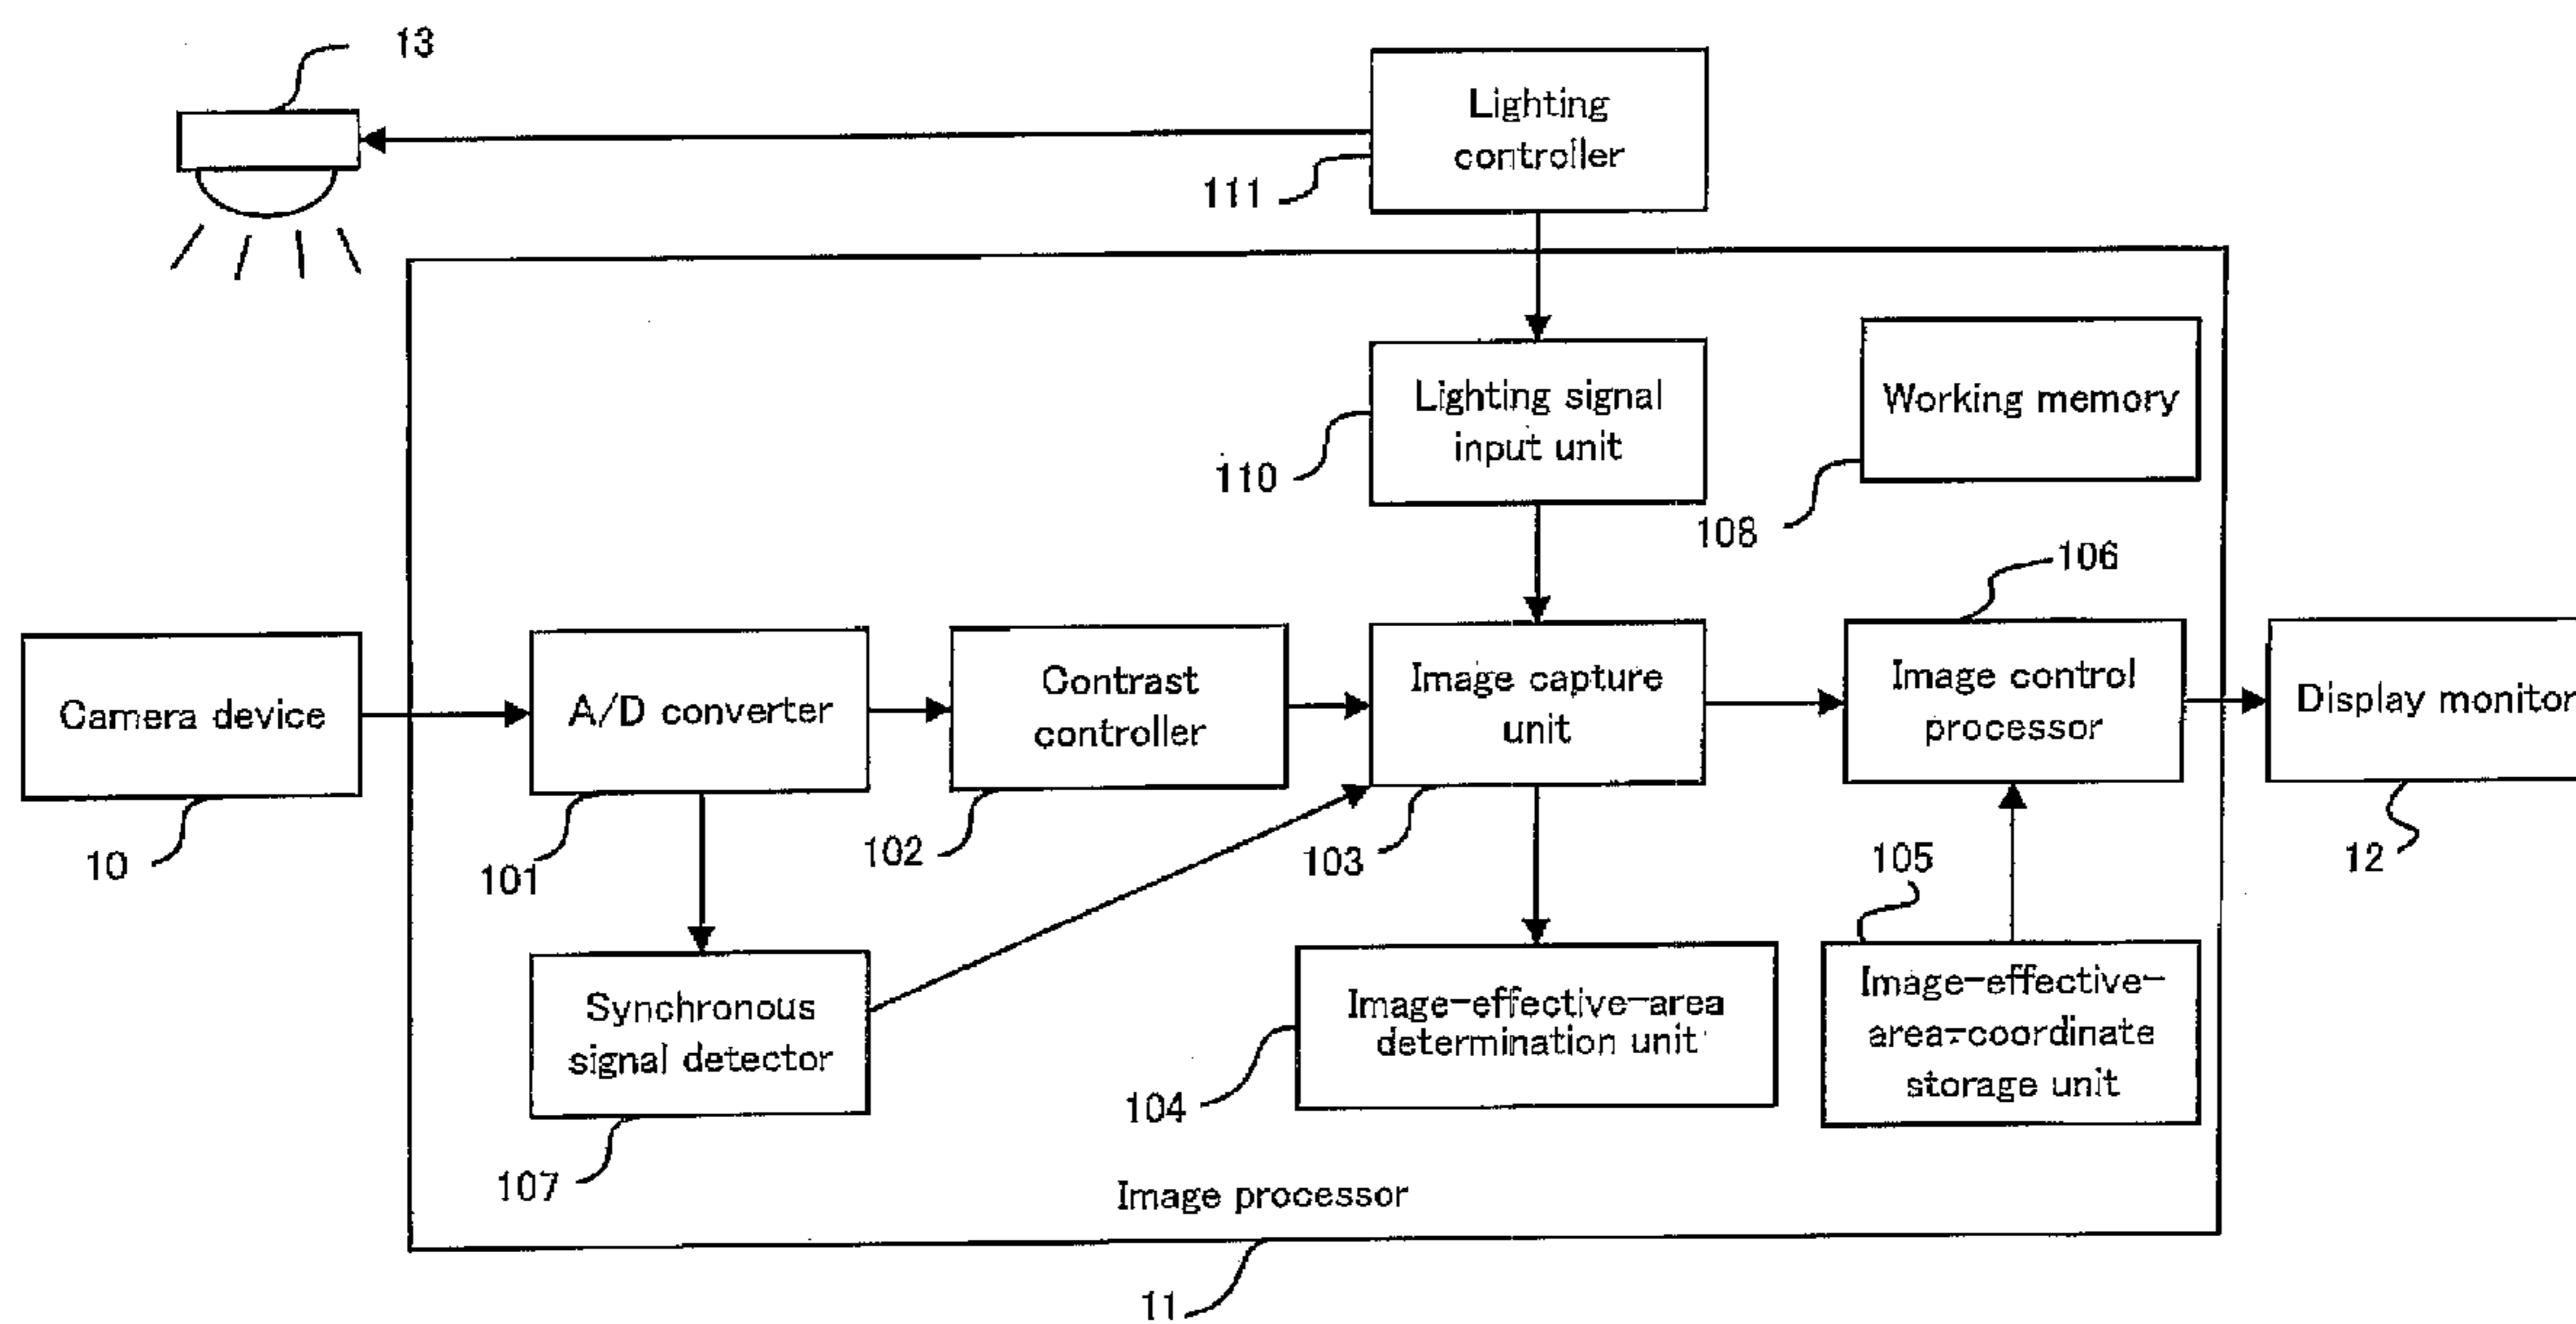 13
Lighting
controller
111
Lighting signal
input unit
110
Working memory
108
106
Camera device
10
A/D converter
101
Contrast
controller
102
Image capture
unit
103
Image control
processor
Display monitor
12
105
Synchronous
signal detector
107
Image-effective-area
determination unit
104
Image-effective-
area-coordinate
storage unit
Image processor
11